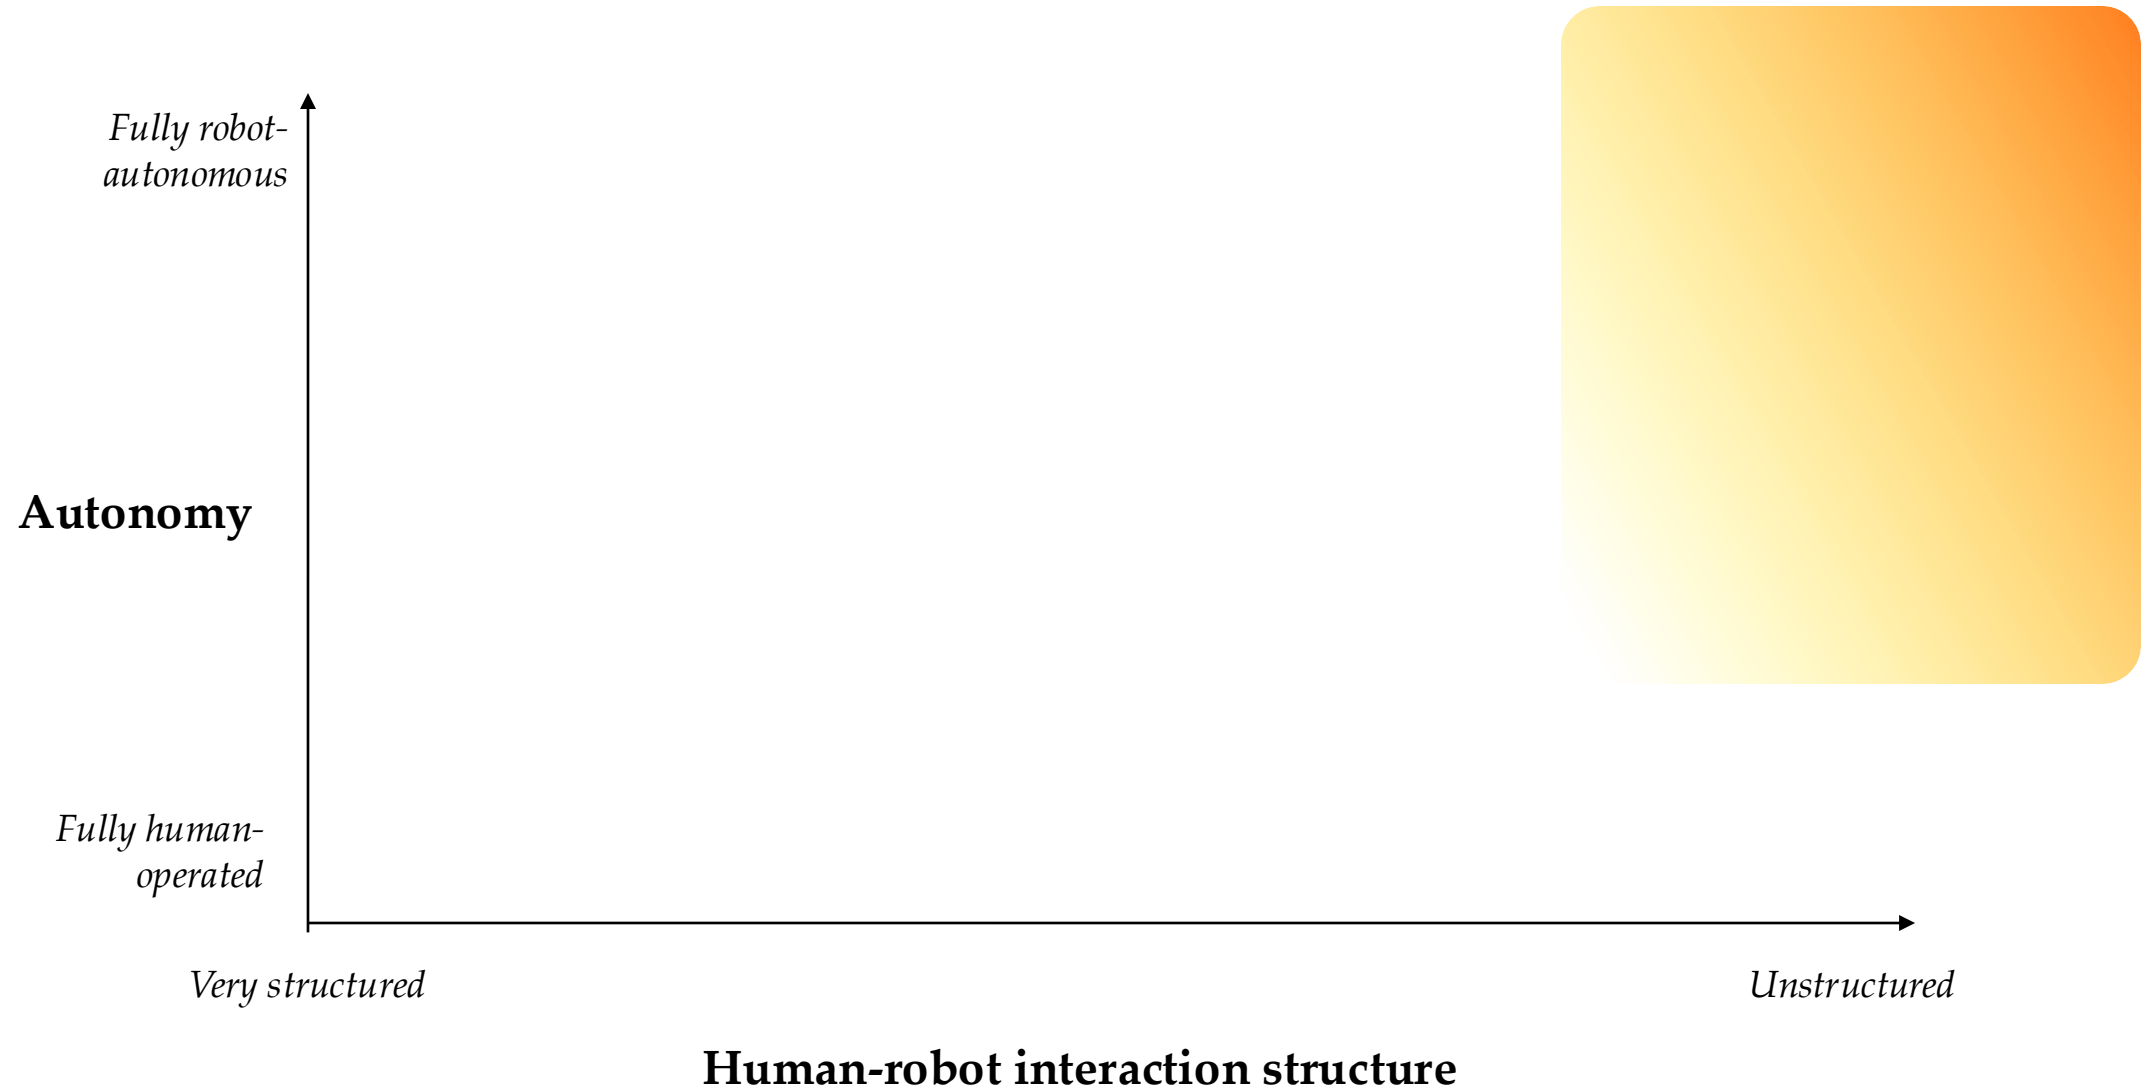 Fully robot-
autonomous
Autonomy
Fully human-
operated
Very structured
Unstructured
Human-robot interaction structure